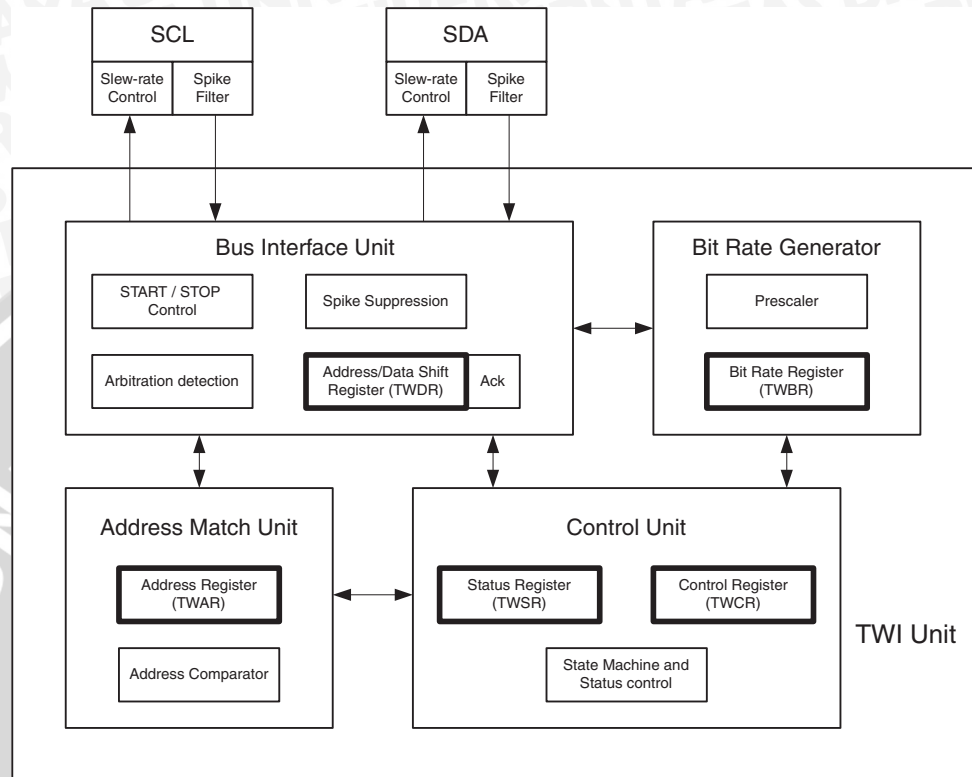 SCL
SDA
Slew-rate
Control
Spike
Filter
Slew-rate
Control
Spike
Filter
Bus Interface Unit
START / STOP
Control
Spike Suppression
Arbitration detection
Address/Data Shift
Register (TWDR)
Ack
Bit Rate Generator
Prescaler
Bit Rate Register
(TWBR)
Address Match Unit
Address Register
(TWAR)
Address Comparator
Control Unit
Status Register
(TWSR)
Control Register
(TWCR)
State Machine and
Status control
TWI Unit